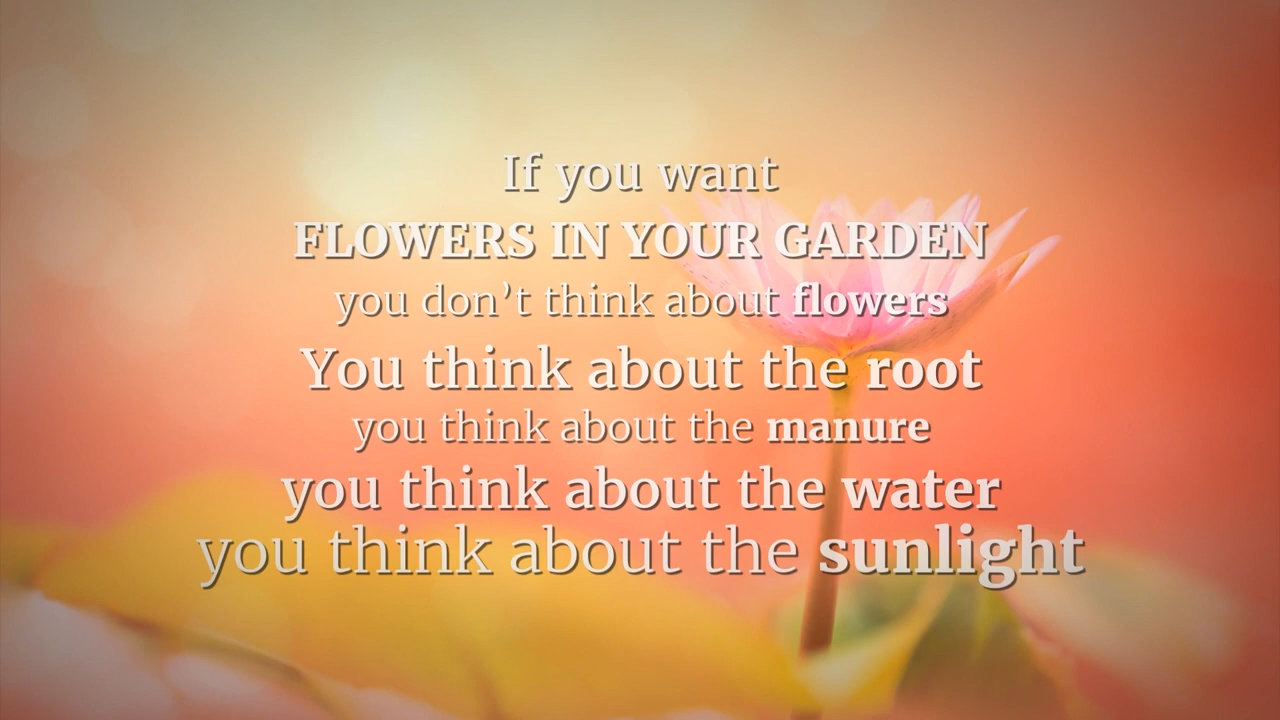 If you want
FLOWERS IN YOUR GARDEN
you don’t think about flowers
You think about the root
you think about the manure
you think about the water
you think about the sunlight